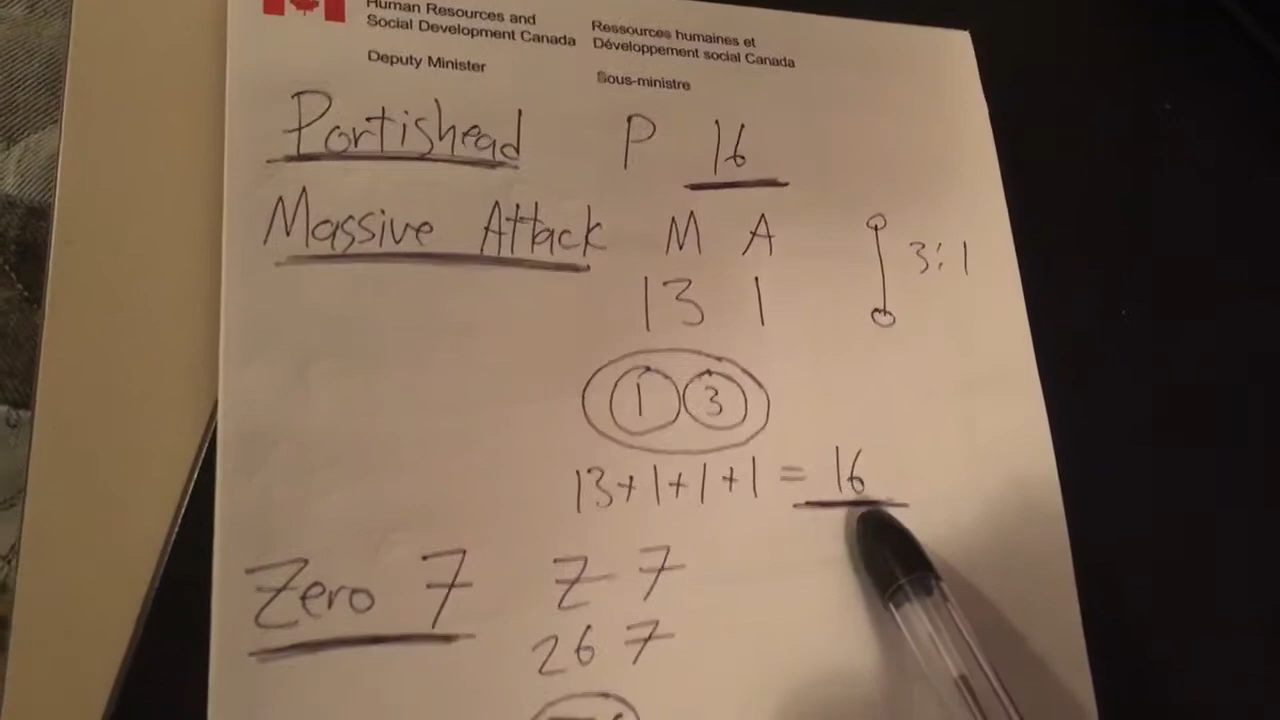 Human Resources and
Social Development Canada
Ressources humaines et
Développement social Canada
Deputy Minister
Sous-ministre
Portishead P 16
Massive Attack M A
3:1
13 1
1 3
13+1+1+1 = 16
Zero 7 Z 7
26 7